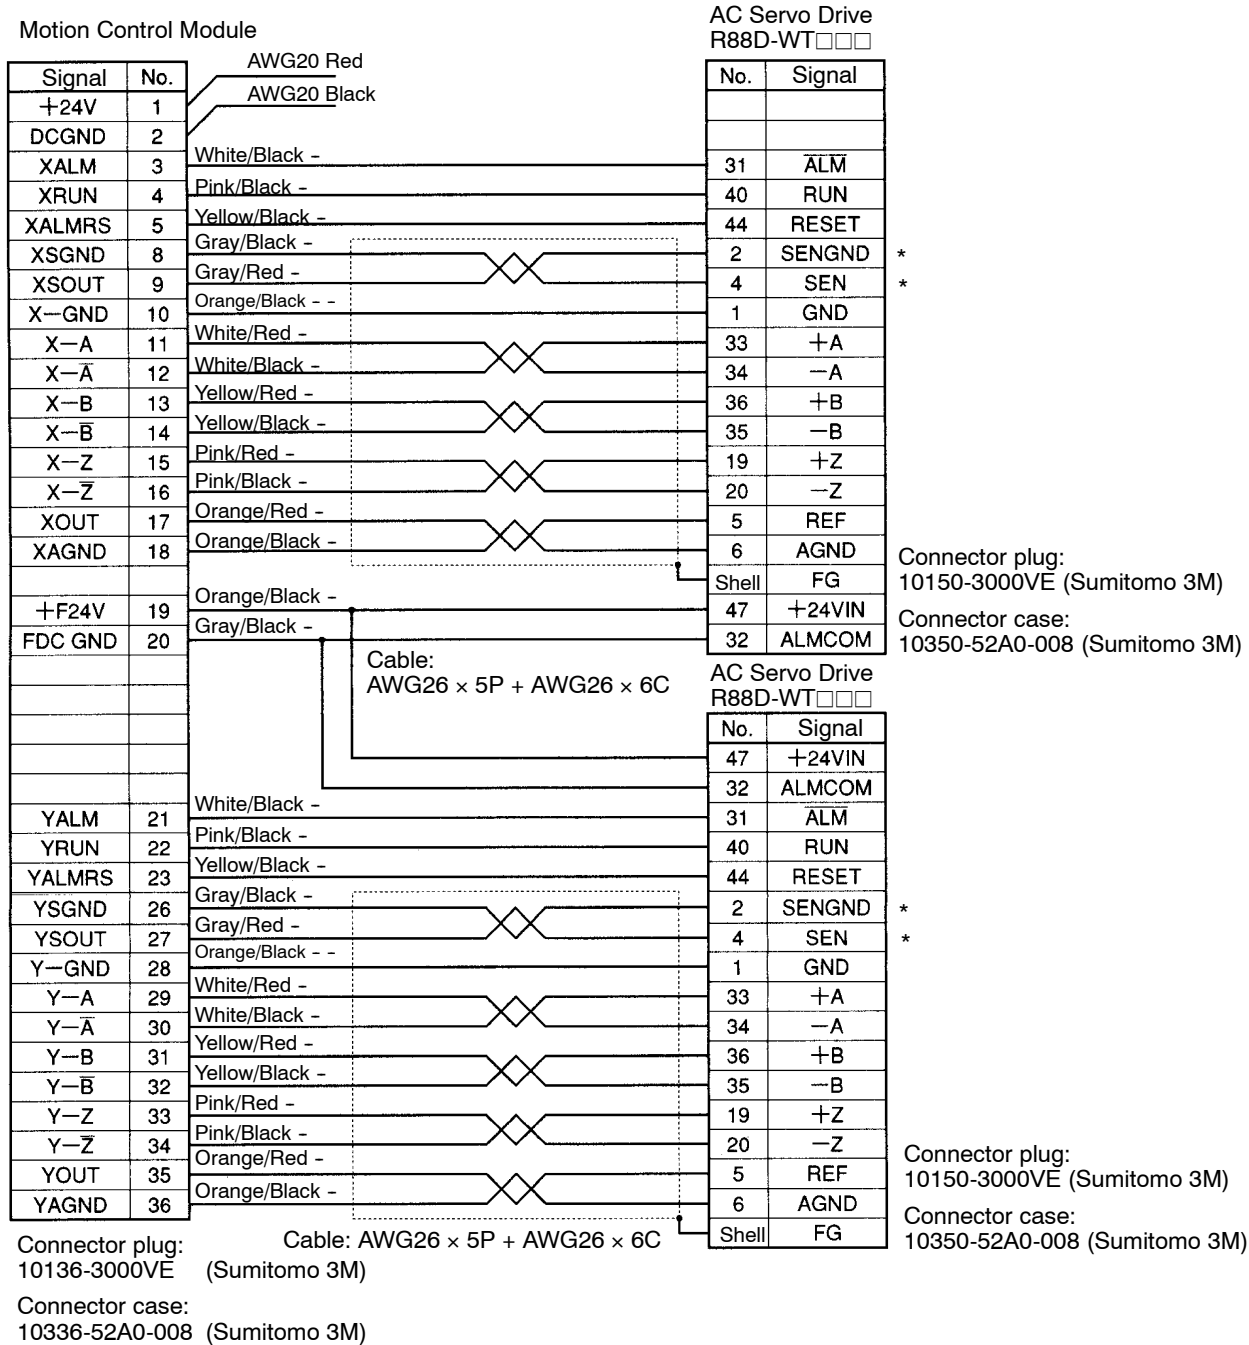 Motion Control Module
AC Servo Drive
R88D-WT□□□
AWG20 Red
AWG20 Black
Signal No.
+24V 1
DCGND 2
XALM 3 White/Black - 31 A̅L̅M̅
XRUN 4 Pink/Black - 40 RUN
XALMRS 5 Yellow/Black - 44 RESET
XSGND 8 Gray/Black - 2 SENGND *
XSOUT 9 Gray/Red - 4 SEN *
X-GND 10 Orange/Black - - 1 GND
X-A 11 White/Red - 33 +A
X-A̅ 12 White/Black - 34 -A
X-B 13 Yellow/Red - 36 +B
X-B̅ 14 Yellow/Black - 35 -B
X-Z 15 Pink/Red - 19 +Z
X-Z̅ 16 Pink/Black - 20 -Z
XOUT 17 Orange/Red - 5 REF
XAGND 18 Orange/Black - 6 AGND
Shell FG
+F24V 19 Orange/Black - 47 +24VIN
FDC GND 20 Gray/Black - 32 ALMCOM
No. Signal
Connector plug:
10150-3000VE (Sumitomo 3M)
Connector case:
10350-52A0-008 (Sumitomo 3M)
Cable:
AWG26 × 5P + AWG26 × 6C
AC Servo Drive
R88D-WT□□□
No. Signal
47 +24VIN
32 ALMCOM
YALM 21 White/Black - 31 A̅L̅M̅
YRUN 22 Pink/Black - 40 RUN
YALMRS 23 Yellow/Black - 44 RESET
YSGND 26 Gray/Black - 2 SENGND *
YSOUT 27 Gray/Red - 4 SEN *
Y-GND 28 Orange/Black - - 1 GND
Y-A 29 White/Red - 33 +A
Y-A̅ 30 White/Black - 34 -A
Y-B 31 Yellow/Red - 36 +B
Y-B̅ 32 Yellow/Black - 35 -B
Y-Z 33 Pink/Red - 19 +Z
Y-Z̅ 34 Pink/Black - 20 -Z
YOUT 35 Orange/Red - 5 REF
YAGND 36 Orange/Black - 6 AGND
Shell FG
Connector plug:
10150-3000VE (Sumitomo 3M)
Connector case:
10350-52A0-008 (Sumitomo 3M)
Cable: AWG26 × 5P + AWG26 × 6C
Connector plug:
10136-3000VE (Sumitomo 3M)
Connector case:
10336-52A0-008 (Sumitomo 3M)